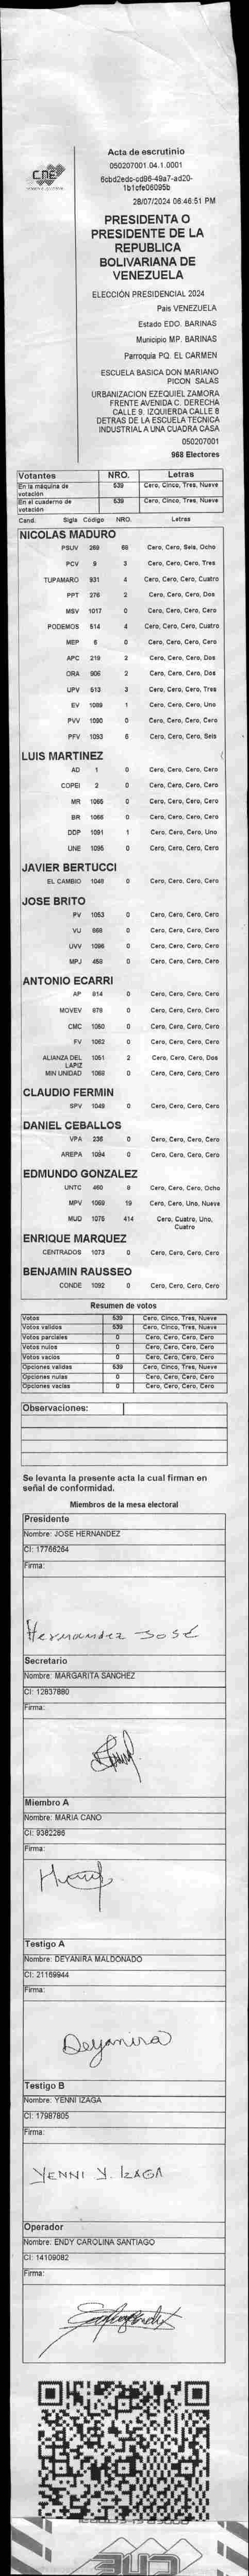 CNE
Acta de escrutinio
050207001.04.1.0001
6cbd2edc-cd96-49a7-ad20-
1b1cfe06095b
28/07/2024 06:46:51 PM
PRESIDENTA O
PRESIDENTE DE LA
REPUBLICA
BOLIVARIANA DE
VENEZUELA
ELECCIÓN PRESIDENCIAL 2024
País VENEZUELA
Estado EDO. BARINAS
Municipio MP. BARINAS
Parroquia PQ. EL CARMEN
ESCUELA BASICA DON MARIANO
PICON SALAS
URBANIZACION EZEQUIEL ZAMORA
FRENTE AVENIDA C. DERECHA
CALLE 9. IZQUIERDA CALLE 8
DETRAS DE LA ESCUELA TECNICA
INDUSTRIAL A UNA CUADRA CASA
050207001
968 Electores
Votantes NRO. Letras
En la máquina de votación 539 Cero, Cinco, Tres, Nueve
En el cuaderno de votación 539 Cero, Cinco, Tres, Nueve
Cand. Sigla Código NRO. Letras
NICOLAS MADURO
PSUV 269 68 Cero, Cero, Seis, Ocho
PCV 9 3 Cero, Cero, Cero, Tres
TUPAMARO 931 4 Cero, Cero, Cero, Cuatro
PPT 276 2 Cero, Cero, Cero, Dos
MSV 1017 0 Cero, Cero, Cero, Cero
PODEMOS 514 4 Cero, Cero, Cero, Cuatro
MEP 6 0 Cero, Cero, Cero, Cero
APC 219 2 Cero, Cero, Cero, Dos
ORA 906 2 Cero, Cero, Cero, Dos
UPV 513 3 Cero, Cero, Cero, Tres
EV 1089 1 Cero, Cero, Cero, Uno
PVV 1090 0 Cero, Cero, Cero, Cero
PFV 1093 6 Cero, Cero, Cero, Seis
LUIS MARTINEZ
AD 1 0 Cero, Cero, Cero, Cero
COPEI 2 0 Cero, Cero, Cero, Cero
MR 1065 0 Cero, Cero, Cero, Cero
BR 1066 0 Cero, Cero, Cero, Cero
DDP 1091 1 Cero, Cero, Cero, Uno
UNE 1095 0 Cero, Cero, Cero, Cero
JAVIER BERTUCCI
EL CAMBIO 1048 0 Cero, Cero, Cero, Cero
JOSE BRITO
PV 1053 0 Cero, Cero, Cero, Cero
VU 869 0 Cero, Cero, Cero, Cero
UVV 1096 0 Cero, Cero, Cero, Cero
MPJ 459 0 Cero, Cero, Cero, Cero
ANTONIO ECARRI
AP 914 0 Cero, Cero, Cero, Cero
MOVEV 879 0 Cero, Cero, Cero, Cero
CMC 1050 0 Cero, Cero, Cero, Cero
FV 1062 0 Cero, Cero, Cero, Cero
ALIANZA DEL LAPIZ 1051 2 Cero, Cero, Cero, Dos
MIN UNIDAD 1068 0 Cero, Cero, Cero, Cero
CLAUDIO FERMIN
SPV 1049 0 Cero, Cero, Cero, Cero
DANIEL CEBALLOS
VPA 236 0 Cero, Cero, Cero, Cero
AREPA 1094 0 Cero, Cero, Cero, Cero
EDMUNDO GONZALEZ
UNTC 460 8 Cero, Cero, Cero, Ocho
MPV 1069 19 Cero, Cero, Uno, Nueve
MUD 1076 414 Cero, Cuatro, Uno,
Cuatro
ENRIQUE MARQUEZ
CENTRADOS 1073 0 Cero, Cero, Cero, Cero
BENJAMIN RAUSSEO
CONDE 1092 0 Cero, Cero, Cero, Cero
Resumen de votos
Votos 539 Cero, Cinco, Tres, Nueve
Votos validos 539 Cero, Cinco, Tres, Nueve
Votos parciales 0 Cero, Cero, Cero, Cero
Votos nulos 0 Cero, Cero, Cero, Cero
Votos vacios 0 Cero, Cero, Cero, Cero
Opciones validas 539 Cero, Cinco, Tres, Nueve
Opciones nulas 0 Cero, Cero, Cero, Cero
Opciones vacias 0 Cero, Cero, Cero, Cero
Observaciones:
Se levanta la presente acta la cual firman en
señal de conformidad.
Miembros de la mesa electoral
Presidente
Nombre: JOSE HERNANDEZ
CI: 17766264
Firma:
Hernandez José
Secretario
Nombre: MARGARITA SANCHEZ
CI: 12837880
Firma:
Miembro A
Nombre: MARIA CANO
CI: 9382286
Firma:
Testigo A
Nombre: DEYANIRA MALDONADO
CI: 21169944
Firma:
Deyanira
Testigo B
Nombre: YENNI IZAGA
CI: 17987805
Firma:
YENNI Y. IZAGA
Operador
Nombre: ENDY CAROLINA SANTIAGO
CI: 14109082
Firma:
CNE